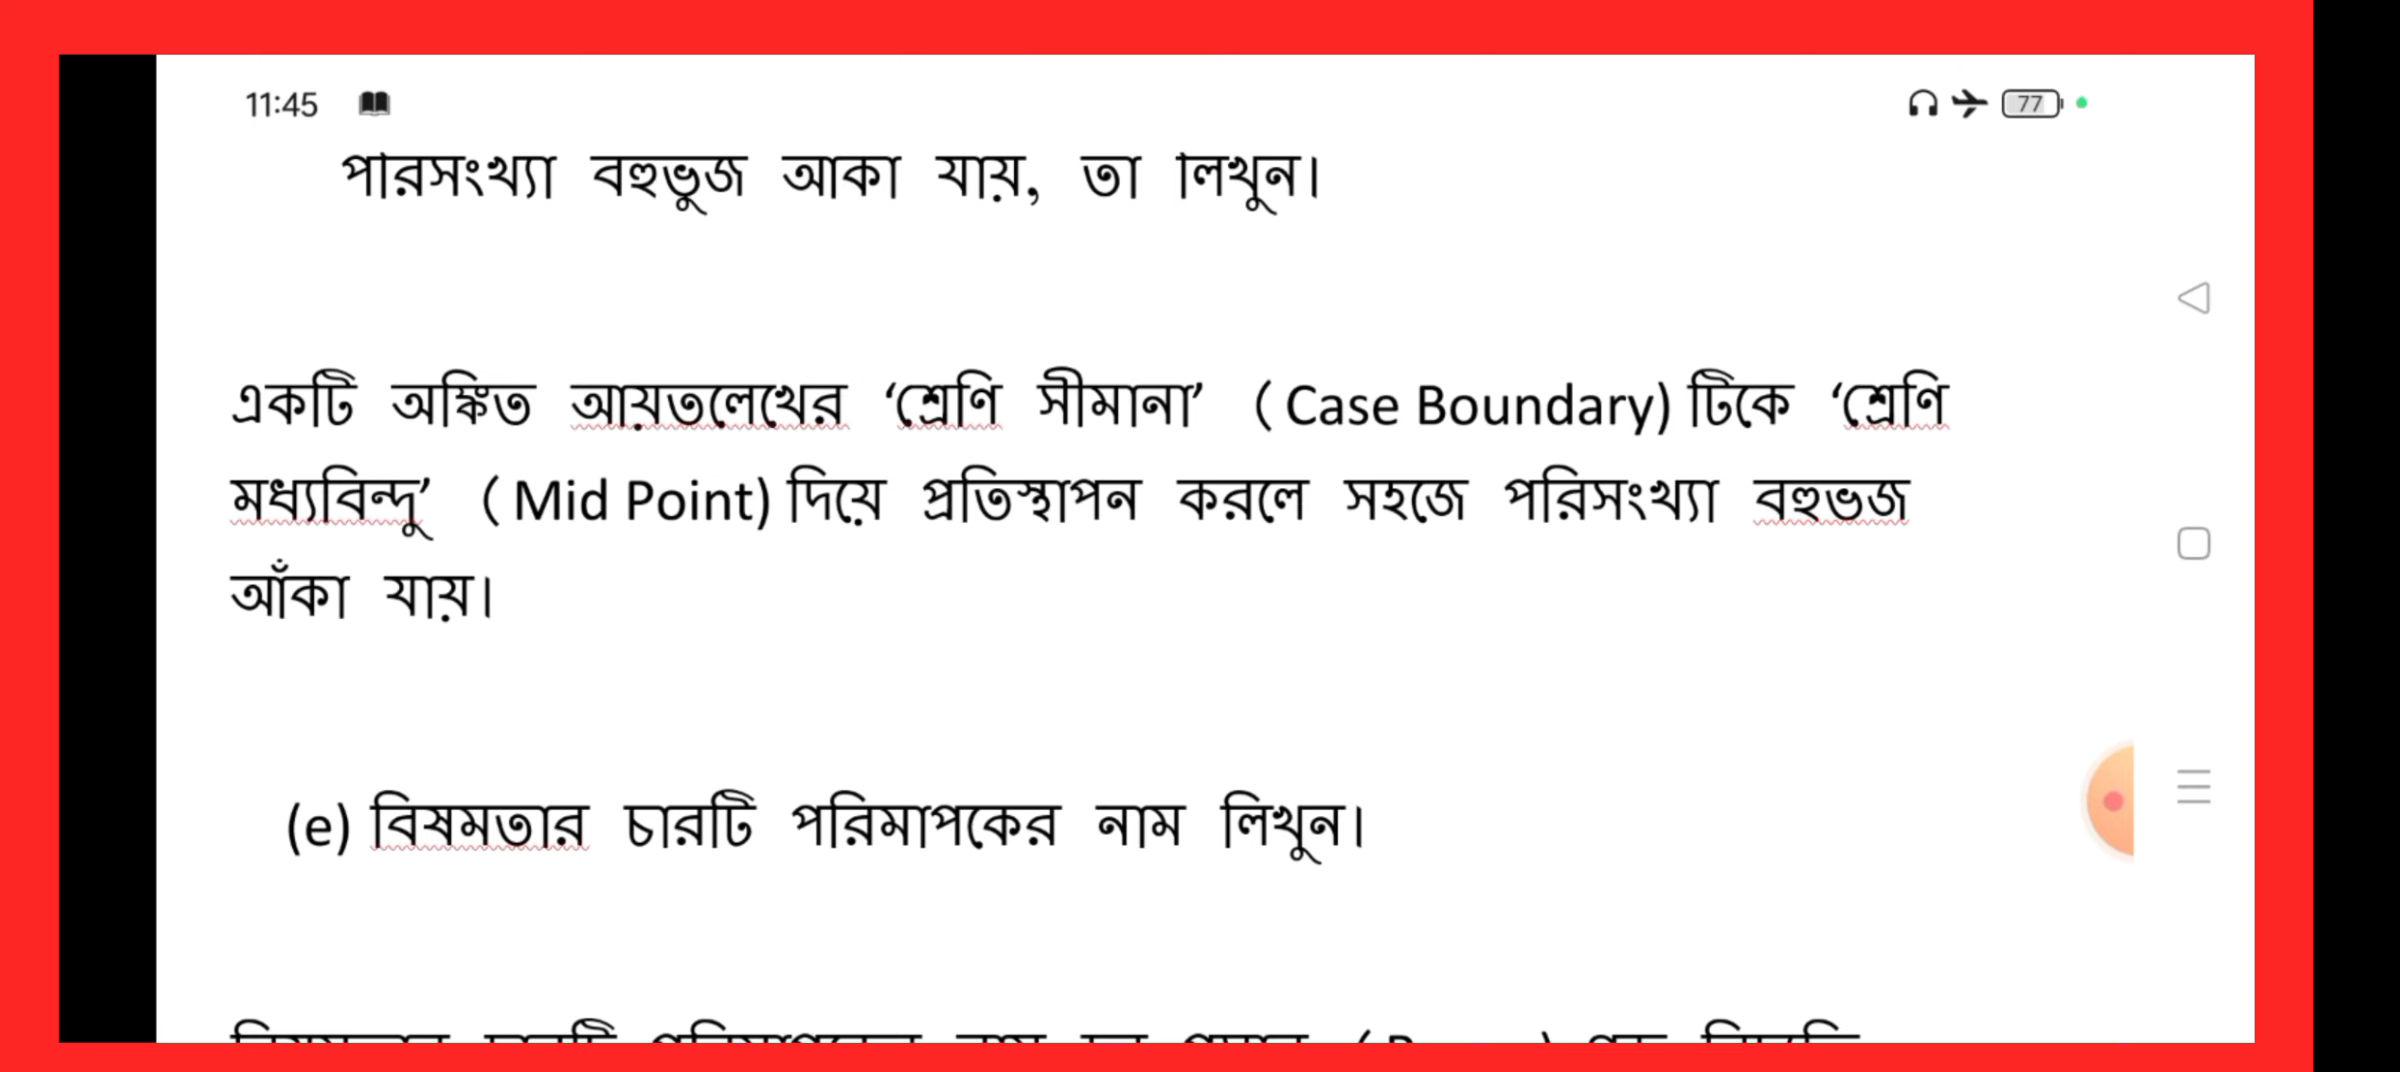 11:45
77
পারসংখ্যা বহুভুজ আকা যায়, তা লিখুন।
একটি অঙ্কিত আয়তলেখের ‘শ্রেণি সীমানা’ ( Case Boundary) টিকে ‘শ্রেণি
মধ্যবিন্দু’ ( Mid Point) দিয়ে প্রতিস্থাপন করলে সহজে পরিসংখ্যা বহুভজ
আঁকা যায়।
(e) বিষমতার চারটি পরিমাপকের নাম লিখুন।